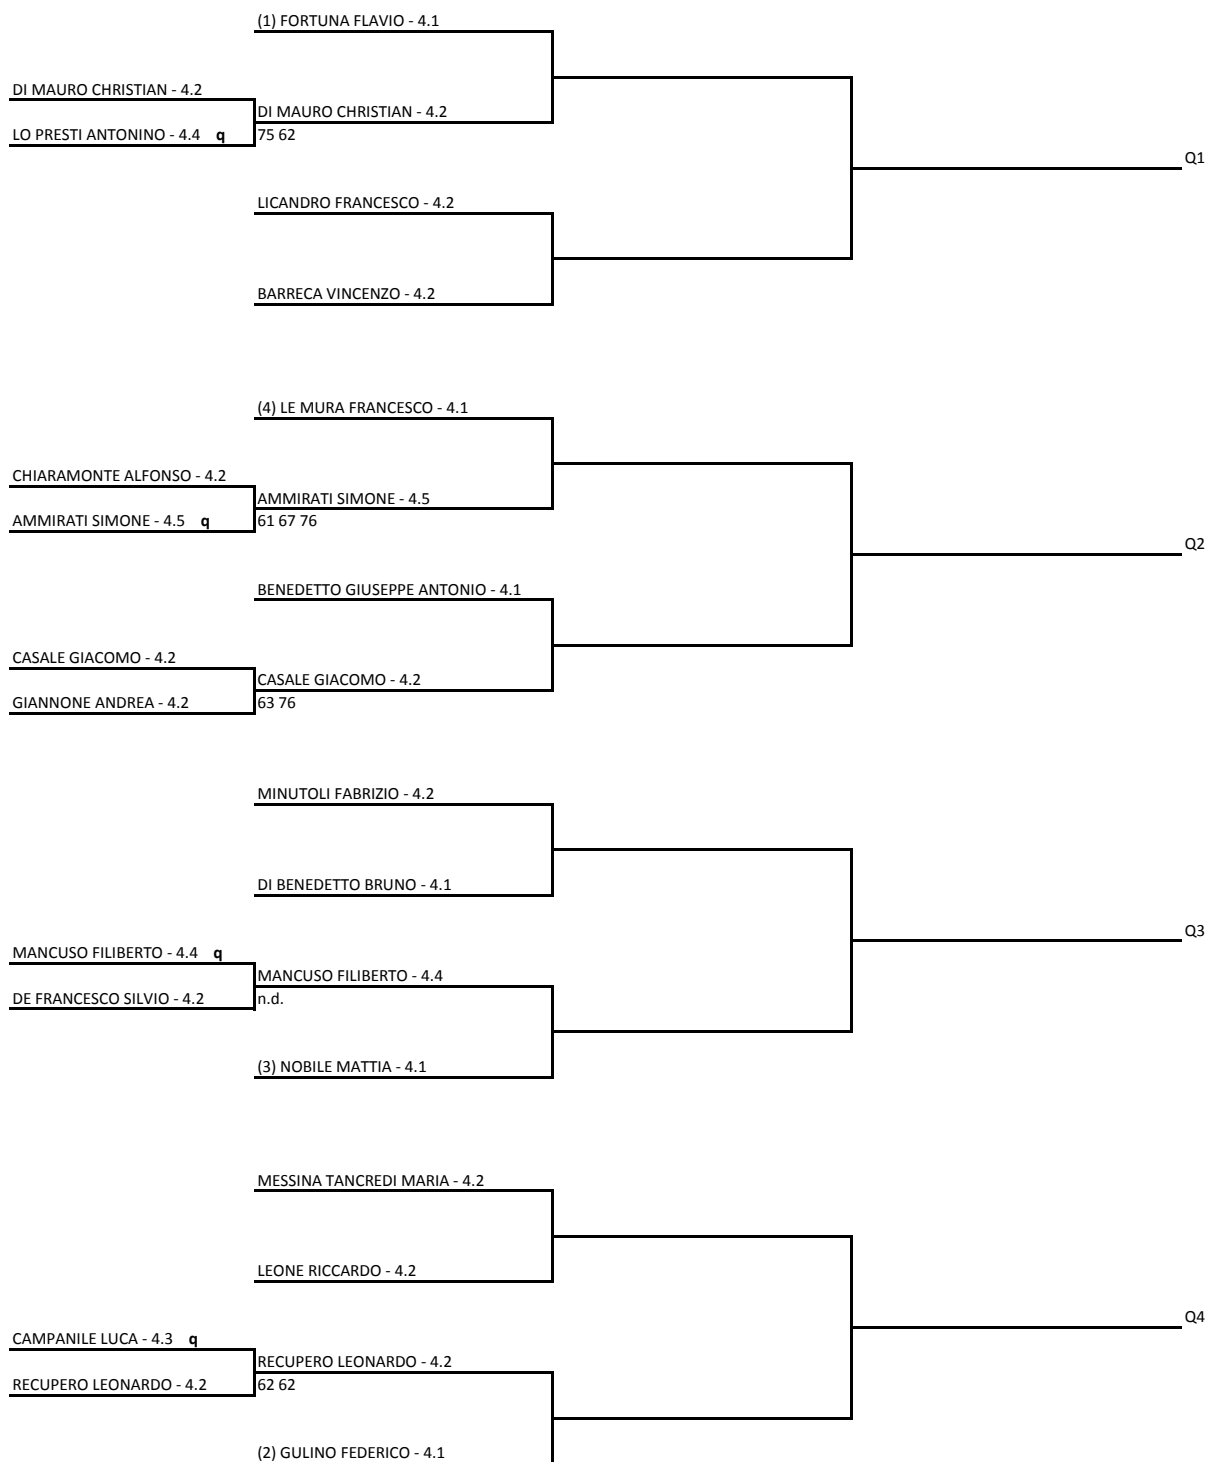 (1) FORTUNA FLAVIO - 4.1
DI MAURO CHRISTIAN - 4.2
DI MAURO CHRISTIAN - 4.2
LO PRESTI ANTONINO - 4.4 q
75 62
Q1
LICANDRO FRANCESCO - 4.2
BARRECA VINCENZO - 4.2
(4) LE MURA FRANCESCO - 4.1
CHIARAMONTE ALFONSO - 4.2
AMMIRATI SIMONE - 4.5
AMMIRATI SIMONE - 4.5 q
61 67 76
Q2
BENEDETTO GIUSEPPE ANTONIO - 4.1
CASALE GIACOMO - 4.2
CASALE GIACOMO - 4.2
GIANNONE ANDREA - 4.2
63 76
MINUTOLI FABRIZIO - 4.2
DI BENEDETTO BRUNO - 4.1
Q3
MANCUSO FILIBERTO - 4.4 q
MANCUSO FILIBERTO - 4.4
DE FRANCESCO SILVIO - 4.2
n.d.
(3) NOBILE MATTIA - 4.1
MESSINA TANCREDI MARIA - 4.2
LEONE RICCARDO - 4.2
Q4
CAMPANILE LUCA - 4.3 q
RECUPERO LEONARDO - 4.2
RECUPERO LEONARDO - 4.2
62 62
(2) GULINO FEDERICO - 4.1